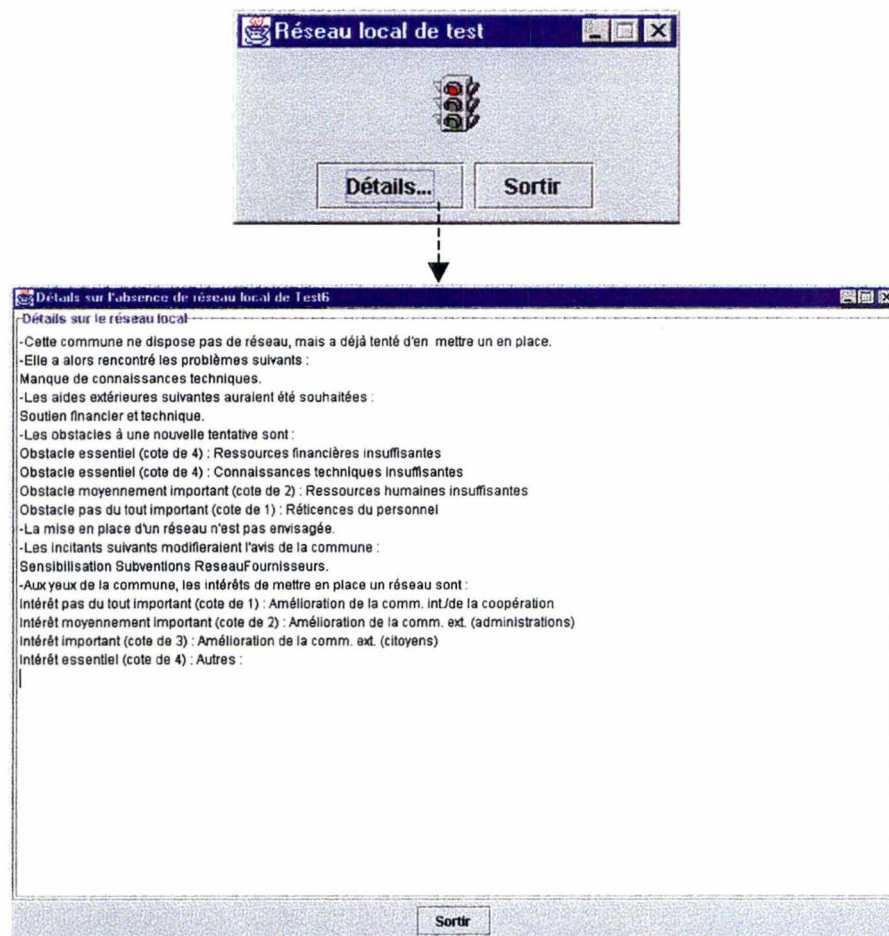 Réseau local de test
Détails...
Sortir
Détails sur l'absence de réseau local de Test6
Détails sur le réseau local
-Cette commune ne dispose pas de réseau, mais a déjà tenté d'en mettre un en place.
-Elle a alors rencontré les problèmes suivants :
Manque de connaissances techniques.
-Les aides extérieures suivantes auraient été souhaitées :
Soutien financier et technique.
-Les obstacles à une nouvelle tentative sont :
Obstacle essentiel (cote de 4) : Ressources financières insuffisantes
Obstacle essentiel (cote de 4) : Connaissances techniques insuffisantes
Obstacle moyennement important (cote de 2) : Ressources humaines insuffisantes
Obstacle pas du tout important (cote de 1) : Réticences du personnel
-La mise en place d'un réseau n'est pas envisagée.
-Les incitants suivants modifieraient l'avis de la commune :
Sensibilisation Subventions ReseauFournisseurs.
-Aux yeux de la commune, les intérêts de mettre en place un réseau sont :
Intérêt pas du tout important (cote de 1) : Amélioration de la comm. int./de la coopération
Intérêt moyennement important (cote de 2) : Amélioration de la comm. ext. (administrations)
Intérêt important (cote de 3) : Amélioration de la comm. ext. (citoyens)
Intérêt essentiel (cote de 4) : Autres :
Sortir